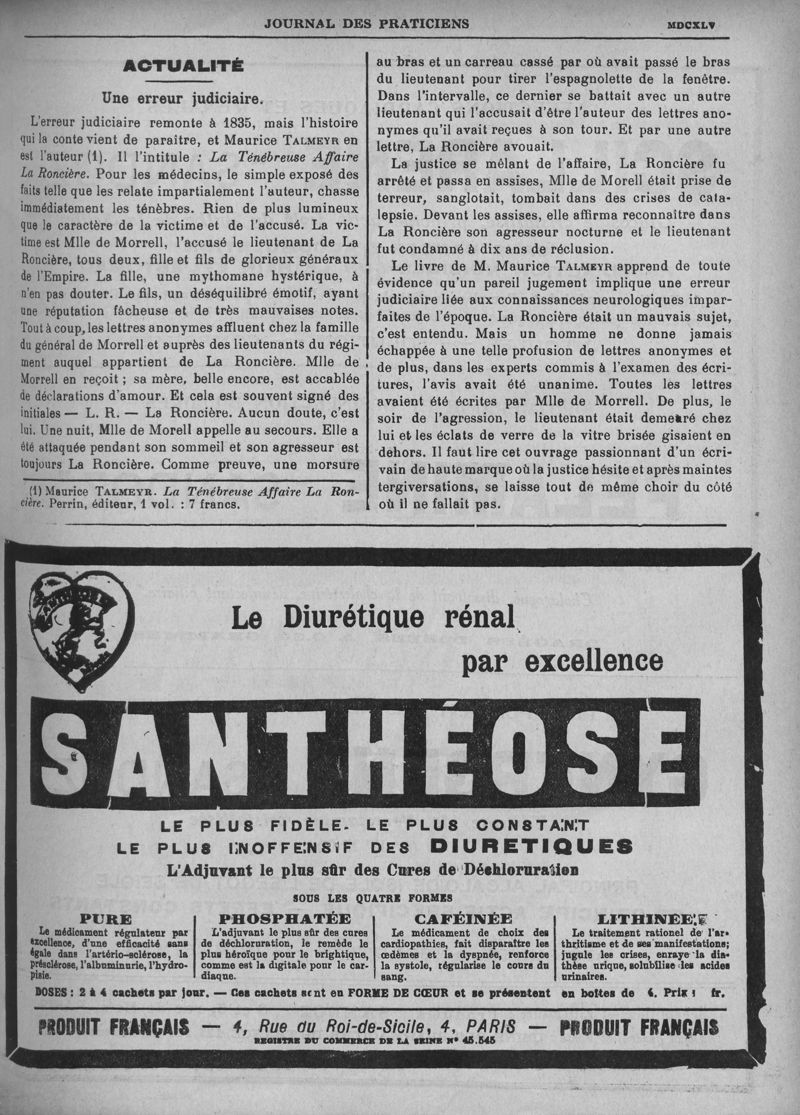 JOURNAL DES PRATICIENS
MDCXLV
ACTUALITÉ
Une erreur judiciaire.
L'erreur judiciaire remonte à 1835, mais l'histoire
qui la conte vient de paraître, et Maurice TALMEYR en
est l'auteur (1). Il l'intitule : La Ténébreuse Affaire
La Roncière. Pour les médecins, le simple exposé des
faits telle que les relate impartialement l'auteur, chasse
immédiatement les ténèbres. Rien de plus lumineux
que le caractère de la victime et de l'accusé. La vic-
time est Mlle de Morrell, l'accusé le lieutenant de La
Roncière, tous deux, fille et fils de glorieux généraux
de l'Empire. La fille, une mythomane hystérique, à
n'en pas douter. Le fils, un déséquilibré émotif, ayant
une réputation fâcheuse et de très mauvaises notes.
Tout à coup, les lettres anonymes affluent chez la famille
du général de Morrell et auprès des lieutenants du régi-
ment auquel appartient de La Roncière. Mlle de
Morrell en reçoit ; sa mère, belle encore, est accablée
de déclarations d'amour. Et cela est souvent signé des
initiales — L. R. — La Roncière. Aucun doute, c'est
lui. Une nuit, Mlle de Morell appelle au secours. Elle a
été attaquée pendant son sommeil et son agresseur est
toujours La Roncière. Comme preuve, une morsure
(1) Maurice TALMEYR. La Ténébreuse Affaire La Ron-
cière. Perrin, éditeur, 1 vol. : 7 francs.
au bras et un carreau cassé par où avait passé le bras
du lieutenant pour tirer l'espagnolette de la fenêtre.
Dans l'intervalle, ce dernier se battait avec un autre
lieutenant qui l'accusait d'être l'auteur des lettres ano-
nymes qu'il avait reçues à son tour. Et par une autre
lettre, La Roncière avouait.
La justice se mêlant de l'affaire, La Roncière fu
arrêté et passa en assises, Mlle de Morell était prise de
terreur, sanglotait, tombait dans des crises de cata-
lepsie. Devant les assises, elle affirma reconnaître dans
La Roncière son agresseur nocturne et le lieutenant
fut condamné à dix ans de réclusion.
Le livre de M. Maurice TALMEYR apprend de toute
évidence qu'un pareil jugement implique une erreur
judiciaire liée aux connaissances neurologiques impar-
faites de l'époque. La Roncière était un mauvais sujet,
c'est entendu. Mais un homme ne donne jamais
échappée à une telle profusion de lettres anonymes et
de plus, dans les experts commis à l'examen des écri-
tures, l'avis avait été unanime. Toutes les lettres
avaient été écrites par Mlle de Morrell. De plus, le
soir de l'agression, le lieutenant était demeuré chez
lui et les éclats de verre de la vitre brisée gisaient en
dehors. Il faut lire cet ouvrage passionnant d'un écri-
vain de haute marque où la justice hésite et après maintes
tergiversations, se laisse tout de même choir du côté
où il ne fallait pas.
SANTHÉOSE
Le Diurétique rénal
par excellence
SANTHÉOSE
LE PLUS FIDÈLE - LE PLUS CONSTANT
LE PLUS INOFFENSIF DES DIURETIQUES
L'Adjuvant le plus sûr des Cures de Déchloruration
SOUS LES QUATRE FORMES
PURE
Le médicament régulateur par
excellence, d'une efficacité sans
égale dans l'artério-sclérose, la
présclérose, l'albuminurie, l'hydro-
pisie.
PHOSPHATÉE
L'adjuvant le plus sûr des cures
de déchloruration, le remède le
plus héroïque pour le brightique,
comme est la digitale pour le car-
diaque.
CAFÉINÉE
Le médicament de choix des
cardiopathies, fait disparaître les
œdèmes et la dyspnée, renforce
la systole, régularise le cours du
sang.
LITHINÉE
Le traitement rationel de l'ar-
thritisme et de ses manifestations;
jugule les crises, enraye la dia-
thèse urique, solubilise les acides
urinaires.
DOSES : 2 à 4 cachets par jour. — Ces cachets sont en FORME DE CŒUR et se présentent en boîtes de 4. Prix : fr.
PRODUIT FRANÇAIS — 4, Rue du Roi-de-Sicile, 4, PARIS — PRODUIT FRANÇAIS
REGISTRE DU COMMERCE DE LA SEINE N° 45.545